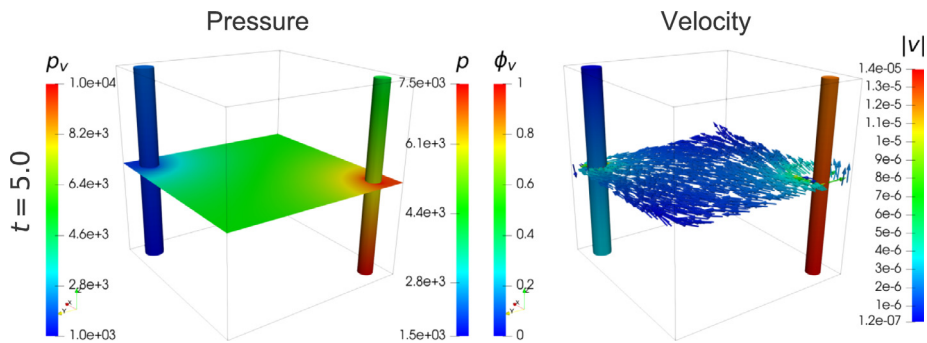 Pressure
Velocity
t = 5.0
p_v
1.0e+04
8.2e+3
6.4e+3
4.6e+3
2.8e+3
1.0e+03
p
7.5e+03
6.1e+3
4.4e+3
2.8e+3
1.5e+03
ϕ_v
1
0.8
0.6
0.4
0.2
0
|v|
1.4e-05
1.3e-5
1.2e-5
1.1e-5
9e-6
8e-6
7e-6
6e-6
5e-6
4e-6
3e-6
2e-6
1e-6
1.2e-07